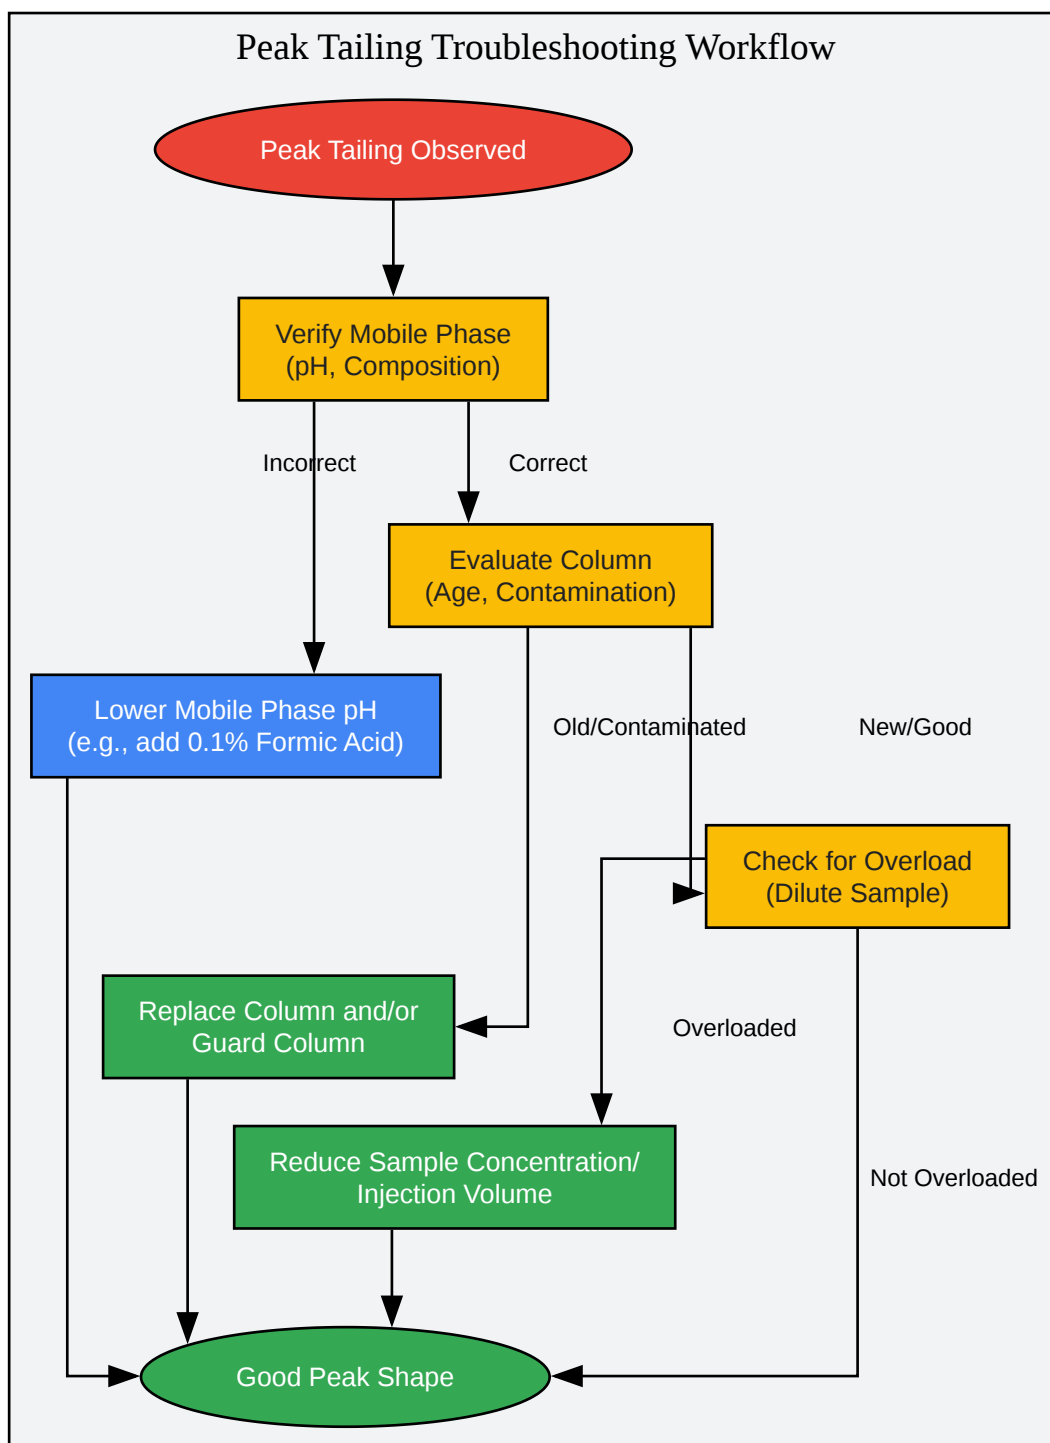 Peak Tailing Troubleshooting Workflow
Peak Tailing Observed
Verify Mobile Phase
(pH, Composition)
Incorrect
Correct
Evaluate Column
(Age, Contamination)
Lower Mobile Phase pH
(e.g., add 0.1% Formic Acid)
Old/Contaminated
New/Good
Check for Overload
(Dilute Sample)
Replace Column and/or
Guard Column
Overloaded
Reduce Sample Concentration/
Injection Volume
Not Overloaded
Good Peak Shape